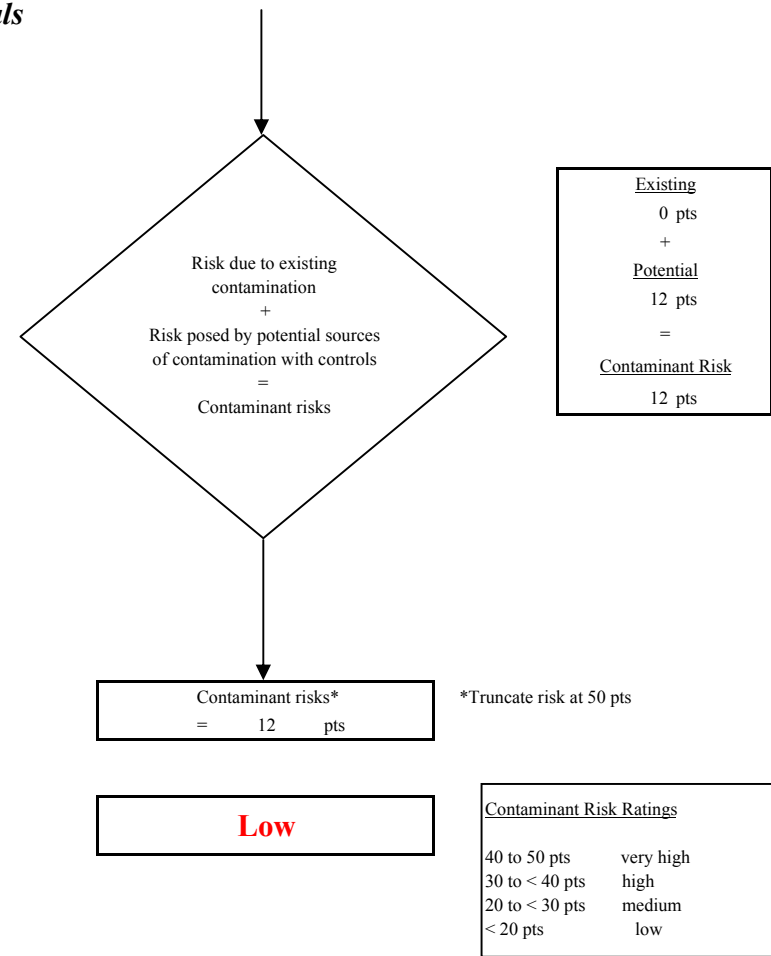 Risk due to existing
contamination
+
Risk posed by potential sources
of contamination with controls
=
Contaminant risks
Existing
0 pts
+
Potential
12 pts
=
Contaminant Risk
12 pts
Contaminant risks*
= 12 pts
*Truncate risk at 50 pts
Low
Contaminant Risk Ratings
40 to 50 pts very high
30 to < 40 pts high
20 to < 30 pts medium
< 20 pts low